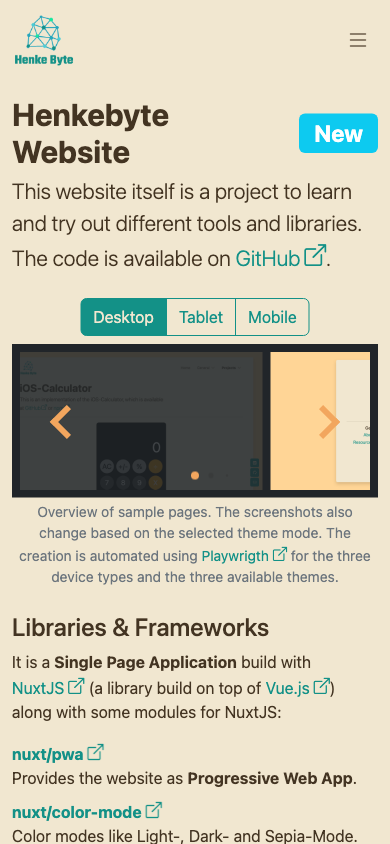 Henke Byte
Henkebyte
Website
New
This website itself is a project to learn
and try out different tools and libraries.
The code is available on GitHub.
Desktop
Tablet
Mobile
iOS-Calculator
0
Overview of sample pages. The screenshots also
change based on the selected theme mode. The
creation is automated using Playwrigth for the three
device types and the three available themes.
Libraries & Frameworks
It is a Single Page Application build with
NuxtJS (a library build on top of Vue.js)
along with some modules for NuxtJS:
nuxt/pwa
Provides the website as Progressive Web App.
nuxt/color-mode
Color modes like Light-, Dark- and Sepia-Mode.